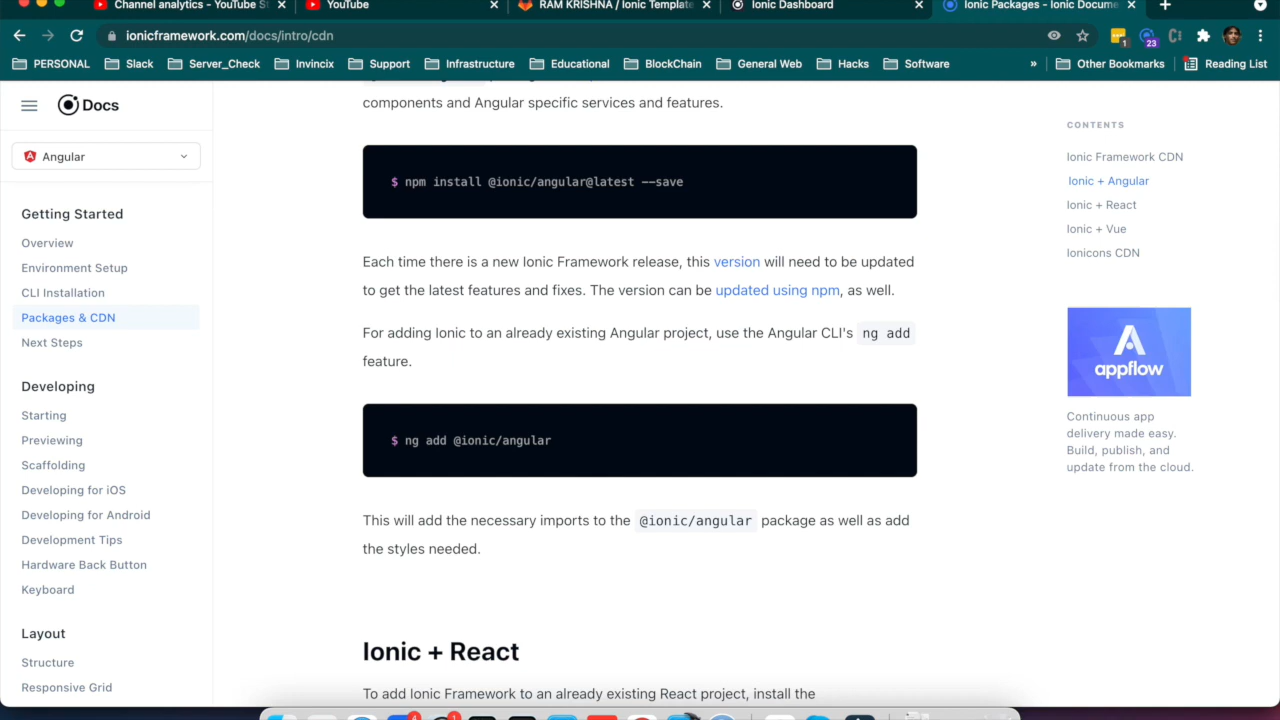 Channel analytics - YouTube St
YouTube
RAM KRISHNA / Ionic Template
Ionic Dashboard
Ionic Packages - Ionic Docume
ionicframework.com/docs/intro/cdn
1
23
PERSONAL
Slack
Server_Check
Invincix
Support
Infrastructure
Educational
BlockChain
General Web
Hacks
Software
»
Other Bookmarks
Reading List
Docs
Angular
Getting Started
Overview
Environment Setup
CLI Installation
Packages & CDN
Next Steps
Developing
Starting
Previewing
Scaffolding
Developing for iOS
Developing for Android
Development Tips
Hardware Back Button
Keyboard
Layout
Structure
Responsive Grid
components and Angular specific services and features.
$ npm install @ionic/angular@latest --save
Each time there is a new Ionic Framework release, this version will need to be updated
to get the latest features and fixes. The version can be updated using npm, as well.
For adding Ionic to an already existing Angular project, use the Angular CLI's ng add
feature.
$ ng add @ionic/angular
This will add the necessary imports to the @ionic/angular package as well as add
the styles needed.
Ionic + React
To add Ionic Framework to an already existing React project, install the
CONTENTS
Ionic Framework CDN
Ionic + Angular
Ionic + React
Ionic + Vue
Ionicons CDN
appflow
Continuous app
delivery made easy.
Build, publish, and
update from the cloud.
4
1